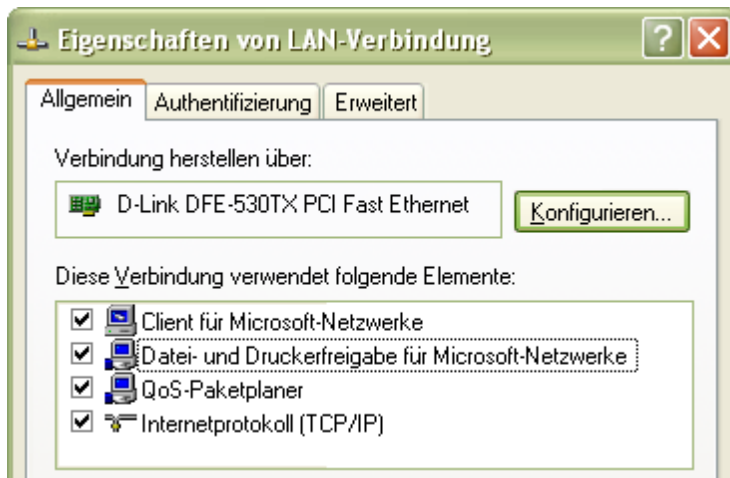 Eigenschaften von LAN-Verbindung
Allgemein Authentifizierung Erweitert
Verbindung herstellen über:
D-Link DFE-530TX PCI Fast Ethernet Konfigurieren...
Diese Verbindung verwendet folgende Elemente:
Client für Microsoft-Netzwerke
Datei- und Druckerfreigabe für Microsoft-Netzwerke
QoS-Paketplaner
Internetprotokoll (TCP/IP)